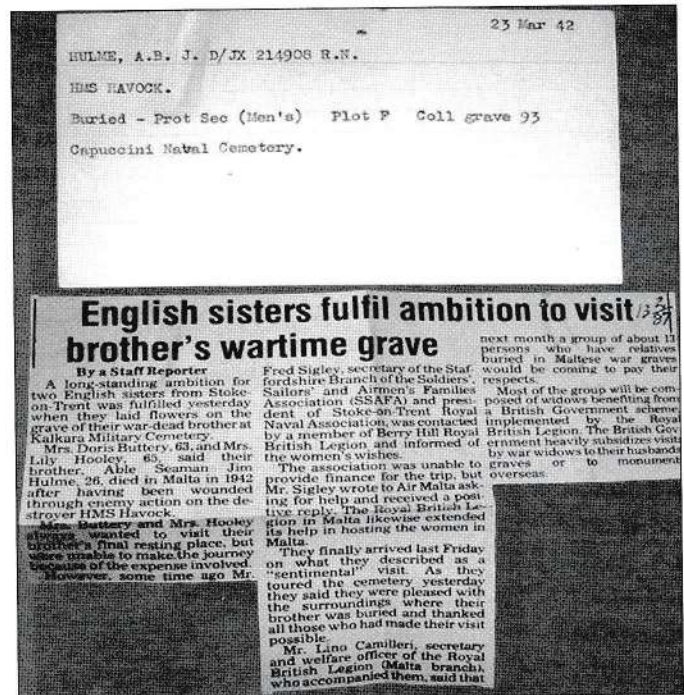 23 Mar 42
HULME, A.B. J. D/JX 214908 R.N.
HMS HAVOCK.
Buried - Prot Sec (Men's) Plot F Coll grave 93
Capuccini Naval Cemetery.
English sisters fulfil ambition to visit
brother's wartime grave
By a Staff Reporter
A long-standing ambition for
two English sisters from Stoke-
on-Trent was fulfilled yesterday
when they laid flowers on the
grave of their war-dead brother at
Kalkara Military Cemetery.
Mrs. Doris Buttery, 63, and Mrs.
Lily Hooley, 65 said their
brother, Able Seaman Jim
Hulme, 26, died in Malta in 1942
after having been wounded
through enemy action on the de-
stroyer HMS Havock.
Mrs. Buttery and Mrs. Hooley
always wanted to visit their
brother's final resting place, but
were unable to make the journey
because of the expense involved.
However, some time ago Mr.
Fred Sigley, secretary of the Staf-
fordshire Branch of the Soldiers',
Sailors' and Airmen's Families
Association (SSAFA) and presi-
dent of Stoke-on-Trent Royal
Naval Association, was contacted
by a member of Berry Hill Royal
British Legion and informed of
the women's wishes.
The association was unable to
provide finance for the trip, but
Mr. Sigley wrote to Air Malta ask-
ing for help and received a posi-
tive reply. The Royal British Le-
gion in Malta likewise extended
its help in hosting the women in
Malta.
They finally arrived last Friday
on what they described as a
"sentimental" visit. As they
toured the cemetery yesterday
they said they were pleased with
the surroundings where their
brother was buried and thanked
all those who had made their visit
possible.
Mr. Lino Camilleri, secretary
and welfare officer of the Royal
British Legion (Malta branch),
who accompanied them, said that
next month a group of about 13
persons who have relatives
buried in Maltese war graves
would be coming to pay their
respects.
Most of the group will be com-
posed of widows benefiting from
a British Government scheme,
implemented by the Royal
British Legion. The British Gov-
ernment heavily subsidizes visits
by war widows to their husbands
graves or to monument
overseas.